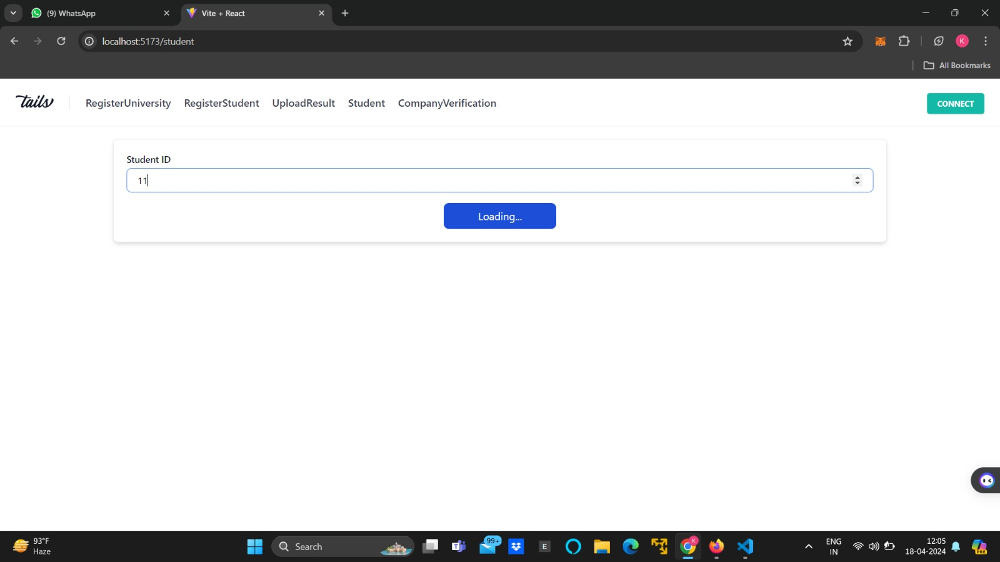 (9) WhatsApp
Vite + React
localhost:5173/student
K
All Bookmarks
tails
RegisterUniversity
RegisterStudent
UploadResult
Student
CompanyVerification
CONNECT
Student ID
11
Loading...
93°F
Haze
Search
99+
E
K
ENG
IN
12:05
18-04-2024
PRE